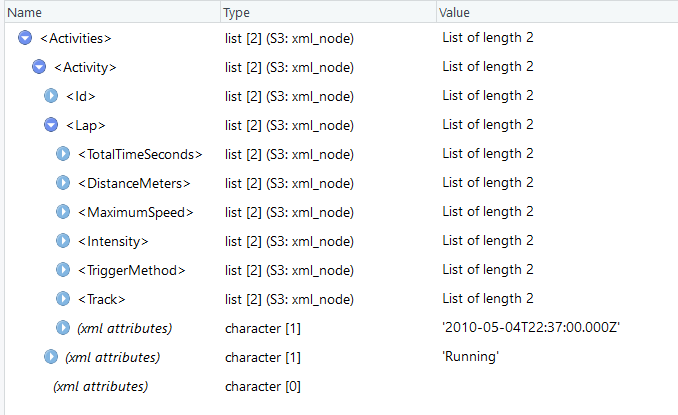 Name Type Value
<Activities> list [2] (S3: xml_node) List of length 2
<Activity> list [2] (S3: xml_node) List of length 2
<Id> list [2] (S3: xml_node) List of length 2
<Lap> list [2] (S3: xml_node) List of length 2
<TotalTimeSeconds> list [2] (S3: xml_node) List of length 2
<DistanceMeters> list [2] (S3: xml_node) List of length 2
<MaximumSpeed> list [2] (S3: xml_node) List of length 2
<Intensity> list [2] (S3: xml_node) List of length 2
<TriggerMethod> list [2] (S3: xml_node) List of length 2
<Track> list [2] (S3: xml_node) List of length 2
(xml attributes) character [1] '2010-05-04T22:37:00.000Z'
(xml attributes) character [1] 'Running'
(xml attributes) character [0]